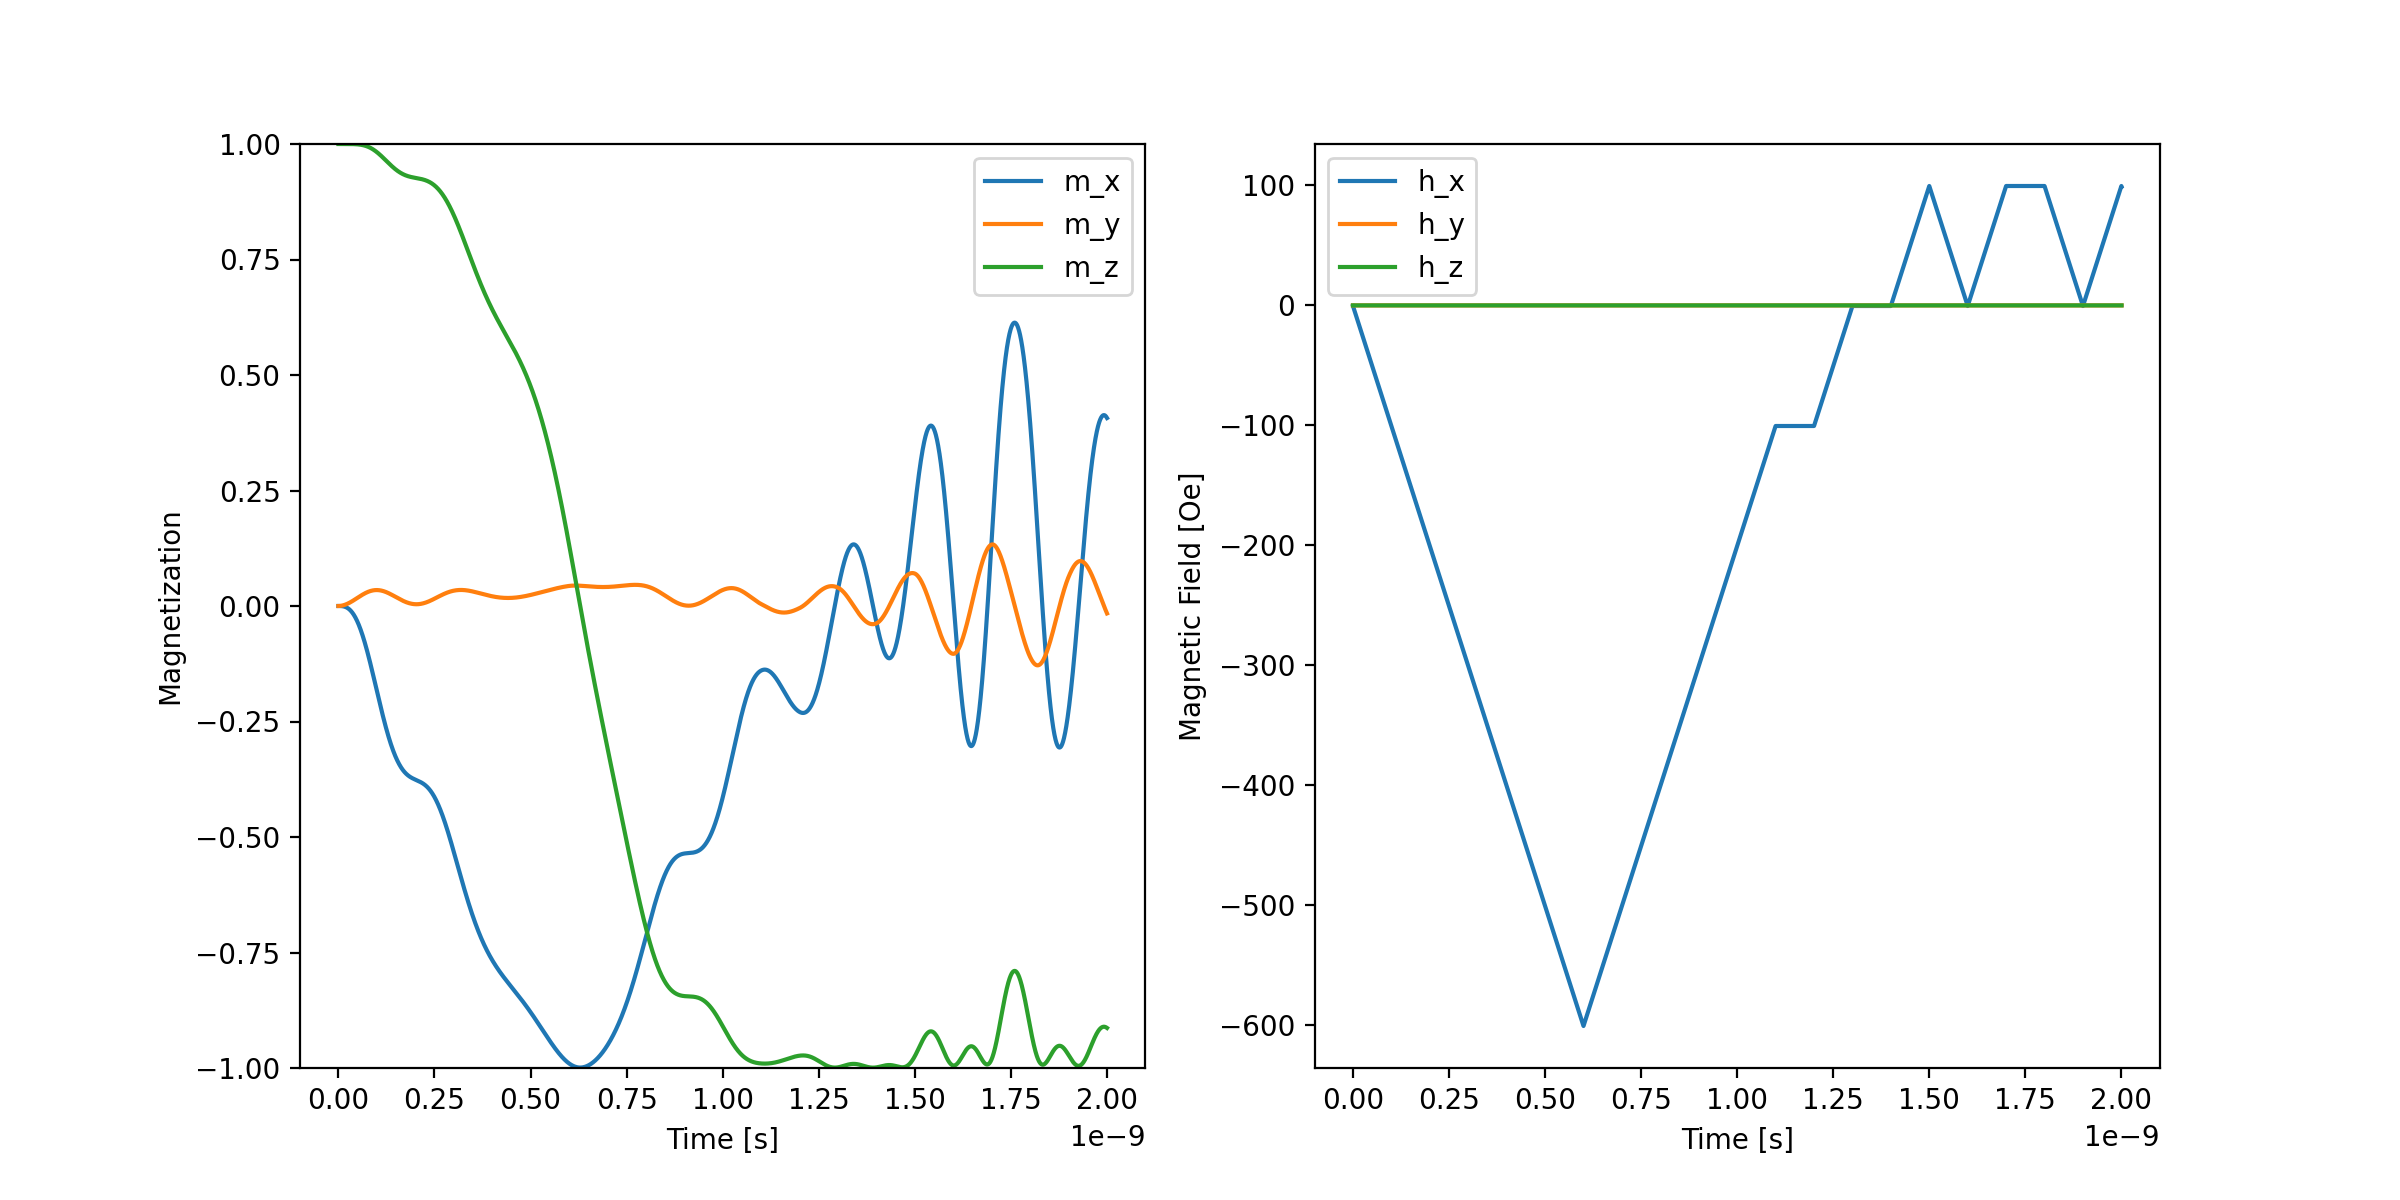 1.00
0.75
0.50
0.25
0.00
−0.25
−0.50
−0.75
−1.00
Magnetization
m_x
m_y
m_z
0.00 0.25 0.50 0.75 1.00 1.25 1.50 1.75 2.00
Time [s]
1e−9
100
0
−100
−200
−300
−400
−500
−600
Magnetic Field [Oe]
h_x
h_y
h_z
0.00 0.25 0.50 0.75 1.00 1.25 1.50 1.75 2.00
Time [s]
1e−9